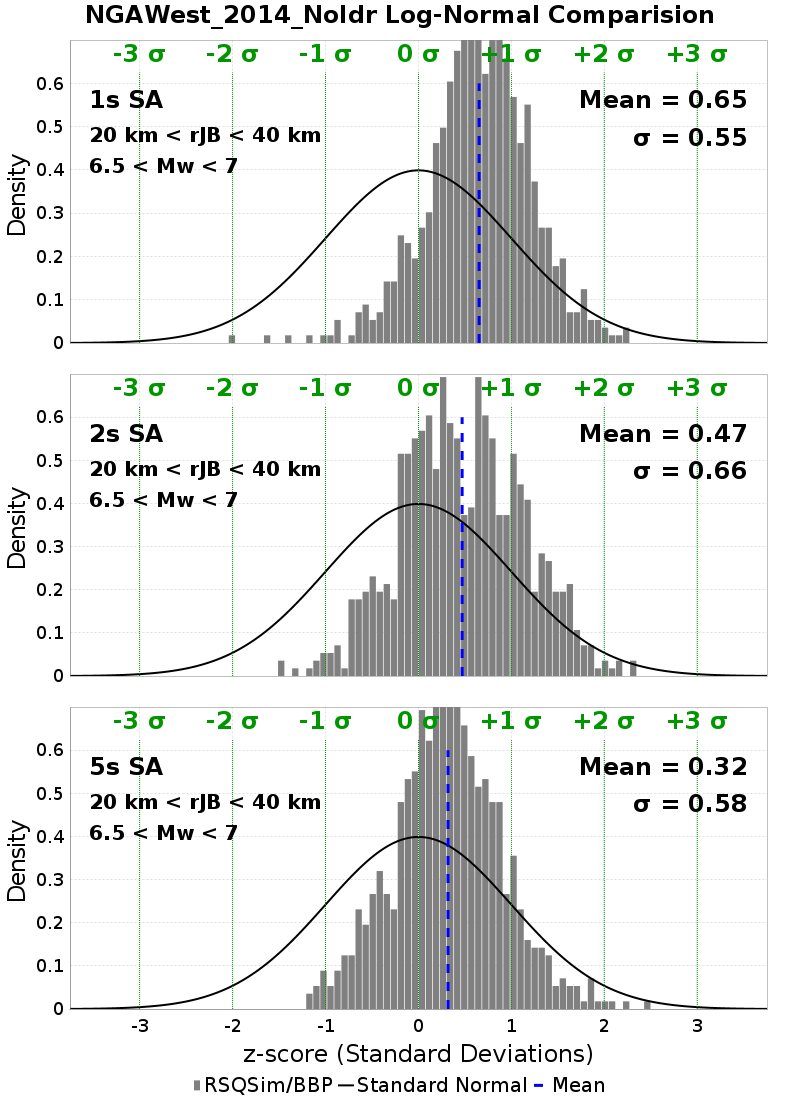 NGAWest_2014_NoIdr Log-Normal Comparision
-3 σ -2 σ -1 σ 0 σ +1 σ +2 σ +3 σ
1s SA
Mean = 0.65
20 km < rJB < 40 km
σ = 0.55
6.5 < Mw < 7
Density
0.6
0.5
0.4
0.3
0.2
0.1
0
-3 σ -2 σ -1 σ 0 σ +1 σ +2 σ +3 σ
2s SA
Mean = 0.47
20 km < rJB < 40 km
σ = 0.66
6.5 < Mw < 7
Density
0.6
0.5
0.4
0.3
0.2
0.1
0
-3 σ -2 σ -1 σ 0 σ +1 σ +2 σ +3 σ
5s SA
Mean = 0.32
20 km < rJB < 40 km
σ = 0.58
6.5 < Mw < 7
Density
0.6
0.5
0.4
0.3
0.2
0.1
0
-3 -2 -1 0 1 2 3
z-score (Standard Deviations)
RSQSim/BBP Standard Normal Mean